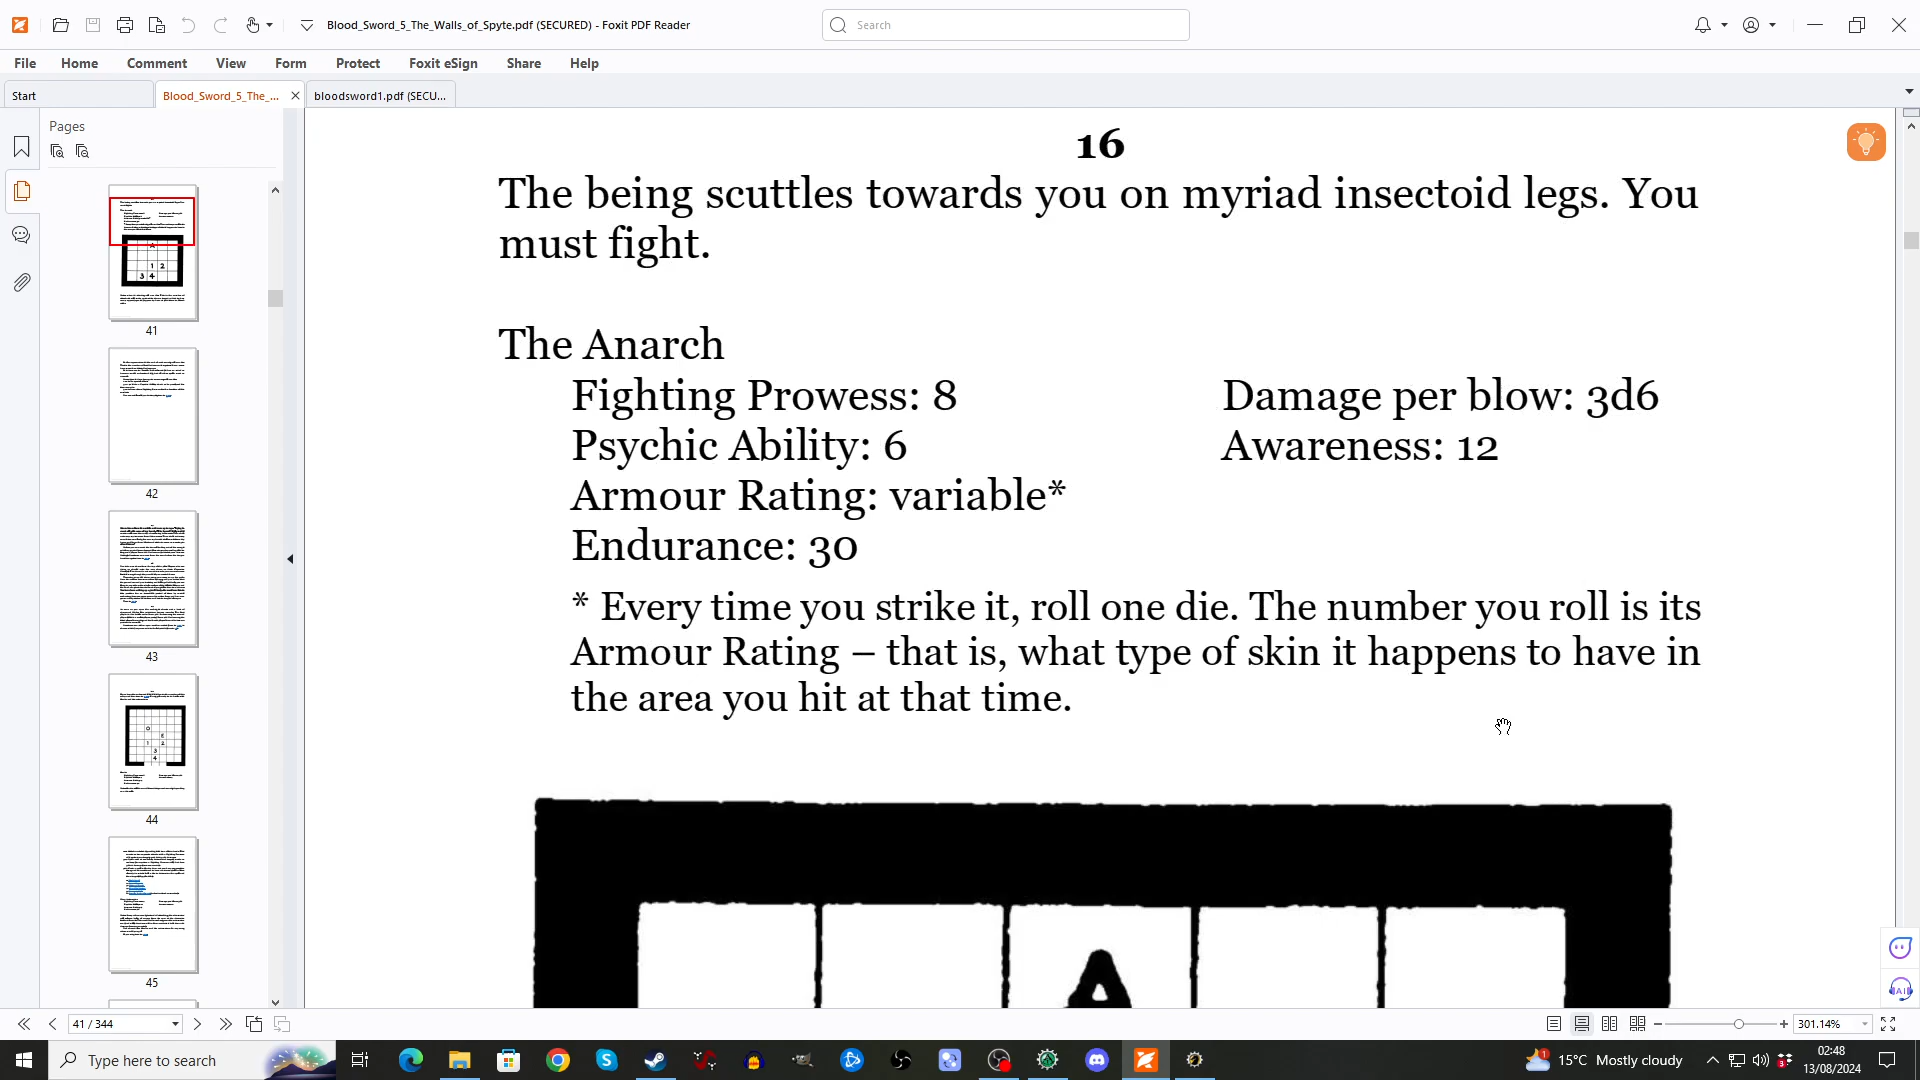 Blood_Sword_5_The_Walls_of_Spyte.pdf (SECURED) - Foxit PDF Reader
Search
File Home Comment View Form Protect Foxit eSign Share Help
Start Blood_Sword_5_The_... bloodsword1.pdf (SECU...
Pages
41
42
43
44
45
16
The being scuttles towards you on myriad insectoid legs. You
must fight.
The Anarch
Fighting Prowess: 8 Damage per blow: 3d6
Psychic Ability: 6 Awareness: 12
Armour Rating: variable*
Endurance: 30
* Every time you strike it, roll one die. The number you roll is its
Armour Rating – that is, what type of skin it happens to have in
the area you hit at that time.
A
41 / 344
301.14%
Type here to search
15°C Mostly cloudy
02:48
13/08/2024